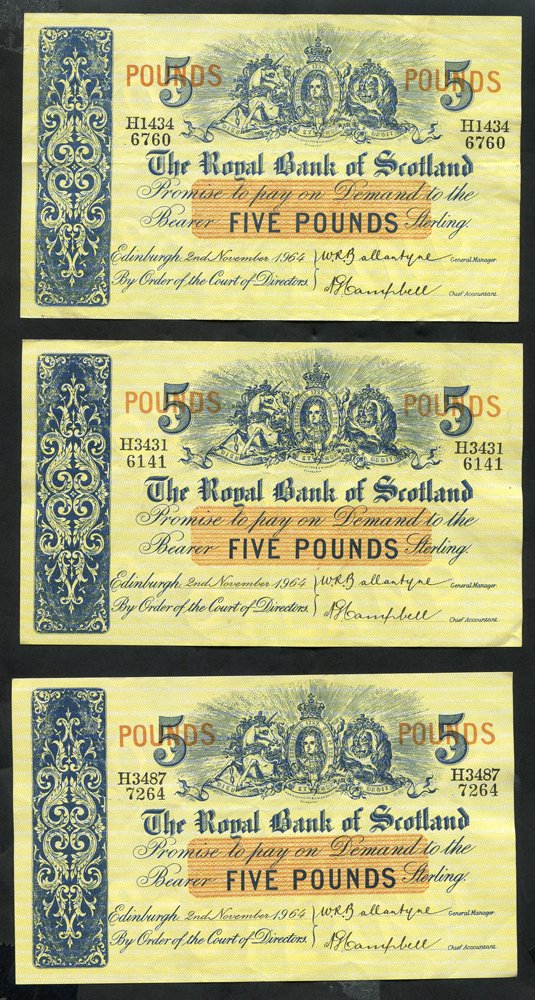 POUNDS 5 POUNDS 5
H1434 H1434
6760 6760
The Royal Bank of Scotland
Promise to pay on Demand to the
Bearer FIVE POUNDS Sterling.
Edinburgh. 2nd November 1964 WRBallantyne General Manager
By Order of the Court of Directors. AGCampbell Chief Accountant
POUNDS 5 POUNDS 5
H3431 H3431
6141 6141
The Royal Bank of Scotland
Promise to pay on Demand to the
Bearer FIVE POUNDS Sterling.
Edinburgh. 2nd November 1964 WRBallantyne General Manager
By Order of the Court of Directors. AGCampbell Chief Accountant
POUNDS 5 POUNDS 5
H3487 H3487
7264 7264
The Royal Bank of Scotland
Promise to pay on Demand to the
Bearer FIVE POUNDS Sterling.
Edinburgh. 2nd November 1964 WRBallantyne General Manager
By Order of the Court of Directors. AGCampbell Chief Accountant